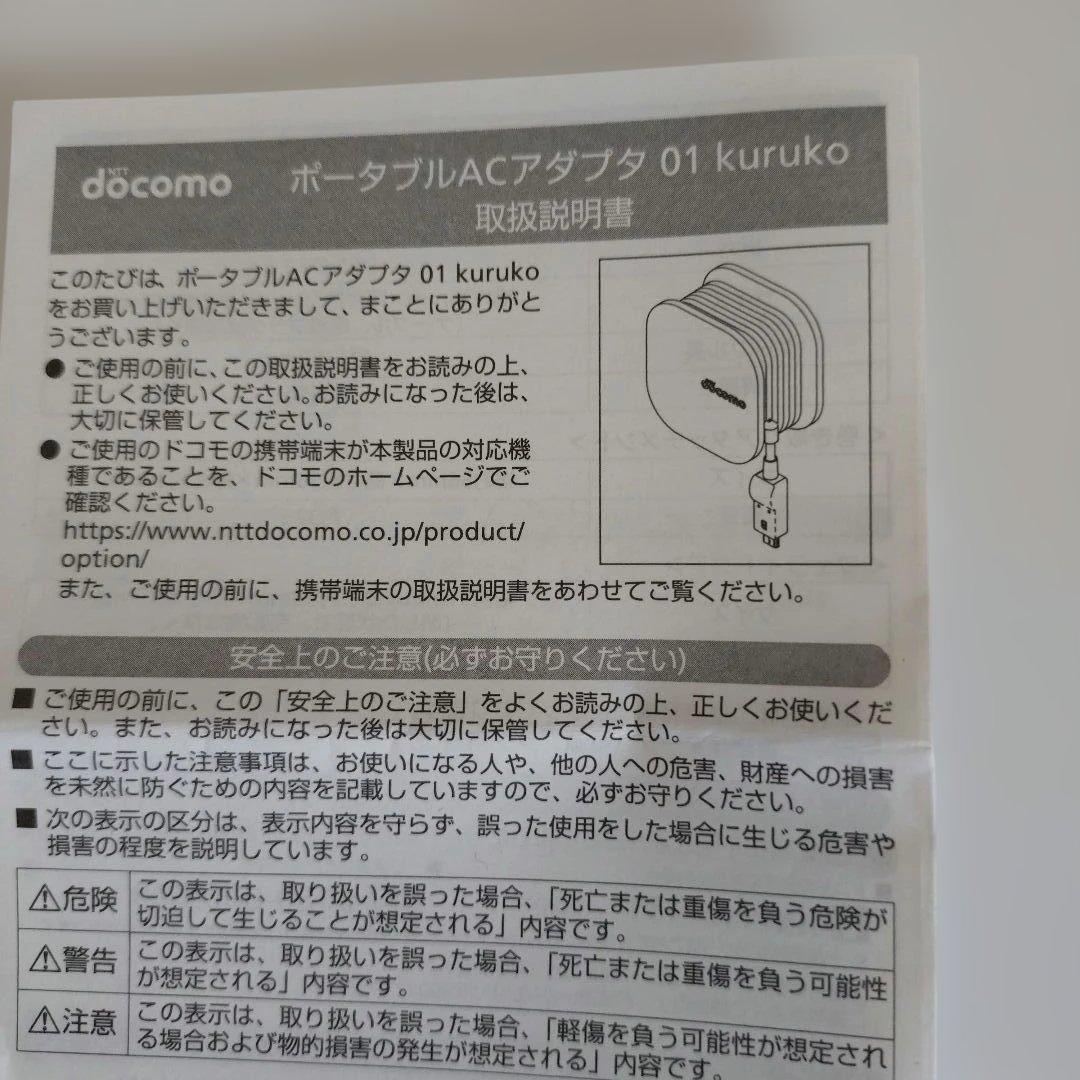 NTT
döcomo
ポータブルACアダプタ 01 kuruko
取扱説明書
このたびは、ポータブルACアダプタ 01 kuruko
をお買い上げいただきまして、まことにありがと
うございます。
● ご使用の前に、この取扱説明書をお読みの上、
正しくお使いください。お読みになった後は、
大切に保管してください。
● ご使用のドコモの携帯端末が本製品の対応機
種であることを、ドコモのホームページでご
確認ください。
https://www.nttdocomo.co.jp/product/
option/
また、ご使用の前に、携帯端末の取扱説明書をあわせてご覧ください。
döcomo
安全上のご注意(必ずお守りください)
■ ご使用の前に、この「安全上のご注意」をよくお読みの上、正しくお使いくだ
さい。また、お読みになった後は大切に保管してください。
■ ここに示した注意事項は、お使いになる人や、他の人への危害、財産への損害
を未然に防ぐための内容を記載していますので、必ずお守りください。
■ 次の表示の区分は、表示内容を守らず、誤った使用をした場合に生じる危害や
損害の程度を説明しています。
⚠危険
この表示は、取り扱いを誤った場合、「死亡または重傷を負う危険が
切迫して生じることが想定される」内容です。
⚠警告
この表示は、取り扱いを誤った場合、「死亡または重傷を負う可能性
が想定される」内容です。
⚠注意
この表示は、取り扱いを誤った場合、「軽傷を負う可能性が想定され
る場合および物的損害の発生が想定される」内容です。